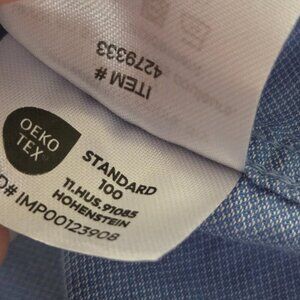 ITEM #
4279333
OEKO
TEX®
STANDARD
100
11.HUS.91085
HOHENSTEIN
D# IMP00123908